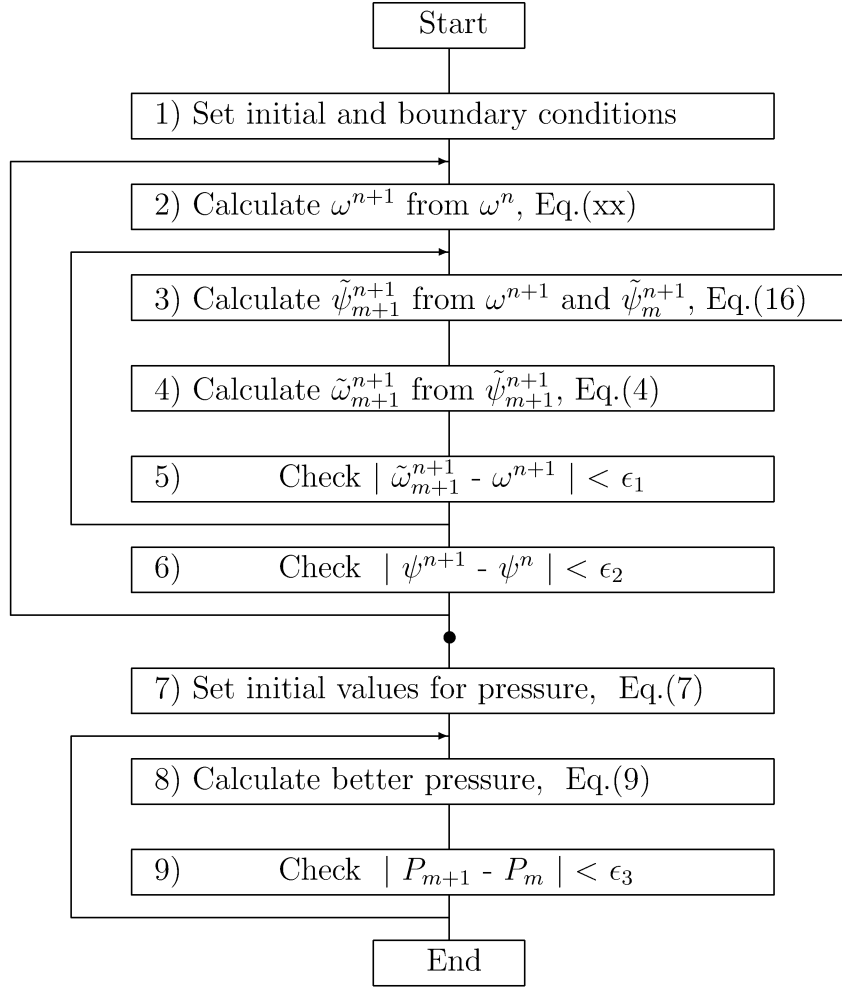 Start
1) Set initial and boundary conditions
2) Calculate ω^{n+1} from ω^n, Eq.(xx)
3) Calculate ψ̃^{n+1}_{m+1} from ω^{n+1} and ψ̃^{n+1}_m, Eq.(16)
4) Calculate ω̃^{n+1}_{m+1} from ψ̃^{n+1}_{m+1}, Eq.(4)
5) Check | ω̃^{n+1}_{m+1} - ω^{n+1} | < ϵ_1
6) Check | ψ^{n+1} - ψ^n | < ϵ_2
7) Set initial values for pressure, Eq.(7)
8) Calculate better pressure, Eq.(9)
9) Check | P_{m+1} - P_m | < ϵ_3
End